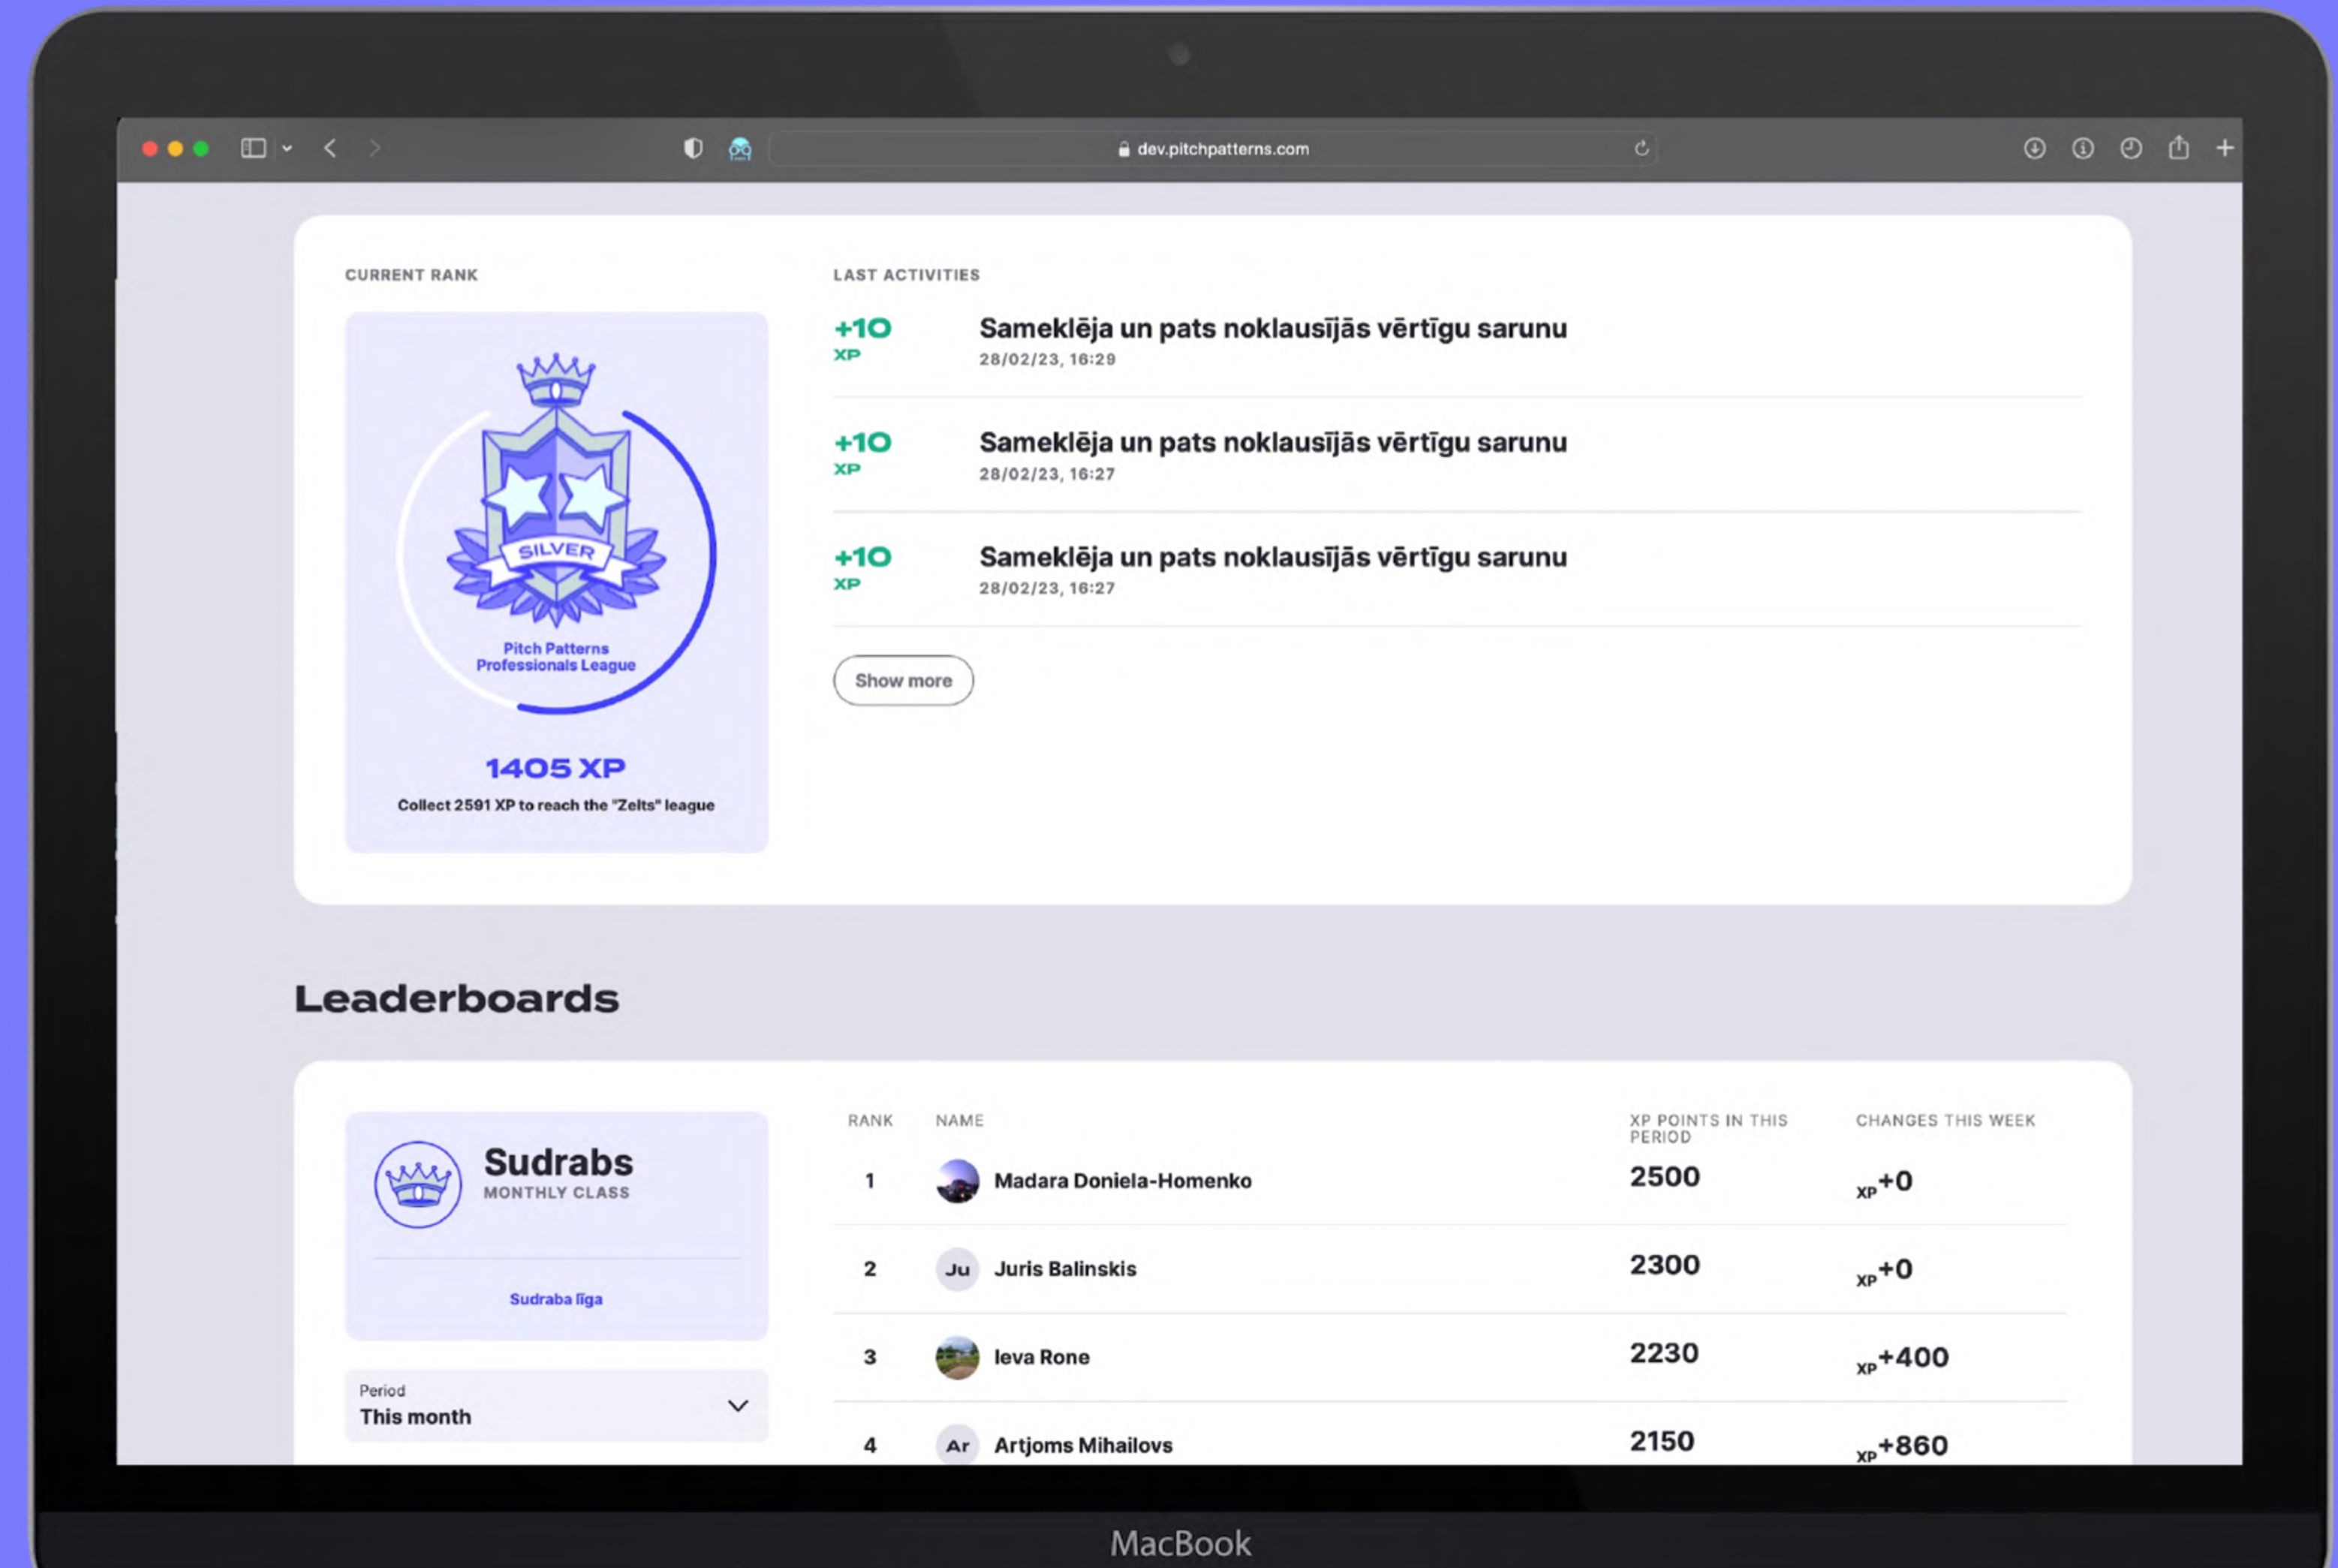 dev.pitchpatterns.com
CURRENT RANK
SILVER
Pitch Patterns
Professionals League
1405 XP
Collect 2591 XP to reach the "Zelts" league
LAST ACTIVITIES
+10
XP
Sameklēja un pats noklausījās vērtīgu sarunu
28/02/23, 16:29
+10
XP
Sameklēja un pats noklausījās vērtīgu sarunu
28/02/23, 16:27
+10
XP
Sameklēja un pats noklausījās vērtīgu sarunu
28/02/23, 16:27
Show more
Leaderboards
Sudrabs
MONTHLY CLASS
Sudraba līga
Period
This month
RANK NAME XP POINTS IN THIS CHANGES THIS WEEK
PERIOD
1 Madara Doniela-Homenko 2500 XP+0
2 Ju Juris Balinskis 2300 XP+0
3 Ieva Rone 2230 XP+400
4 Ar Artjoms Mihailovs 2150 XP+860
MacBook